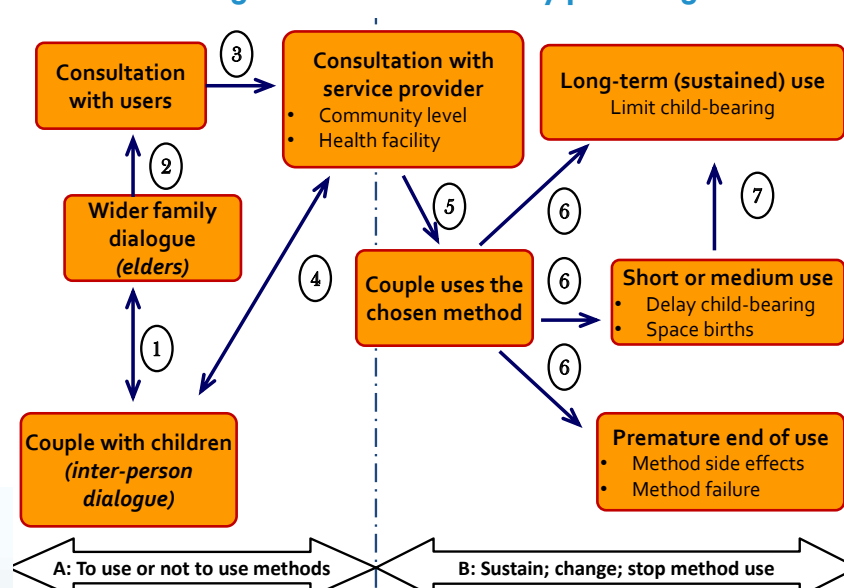 Consultation
with users
3
Consultation with
service provider
• Community level
• Health facility
Long-term (sustained) use
Limit child-bearing
2
Wider family
dialogue
(elders)
4
5
6
7
Couple uses the
chosen method
6
Short or medium use
• Delay child-bearing
• Space births
1
6
Couple with children
(inter-person
dialogue)
Premature end of use
• Method side effects
• Method failure
A: To use or not to use methods
B: Sustain; change; stop method use